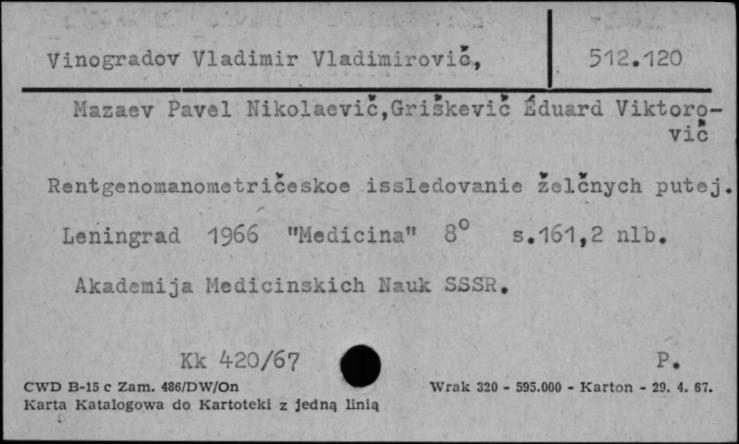 Vinogradov Vladimir Vladimirovič, 512.120
Mazaev Pavel Nikolaevič,Griškevič Éduard Viktoro-
vič
Rentgenomanometričeskoe issledovanie želčnych putej.
Leningrad 1966 "Medicina" 8° s.161,2 nlb.
Akademija Medicinskich Nauk SSSR.
Kk 420/67 P.
CWD B-15 c Zam. 486/DW/On Wrak 320 - 595.000 - Karton - 29. 4. 67.
Karta Katalogowa do Kartoteki z jedną linią